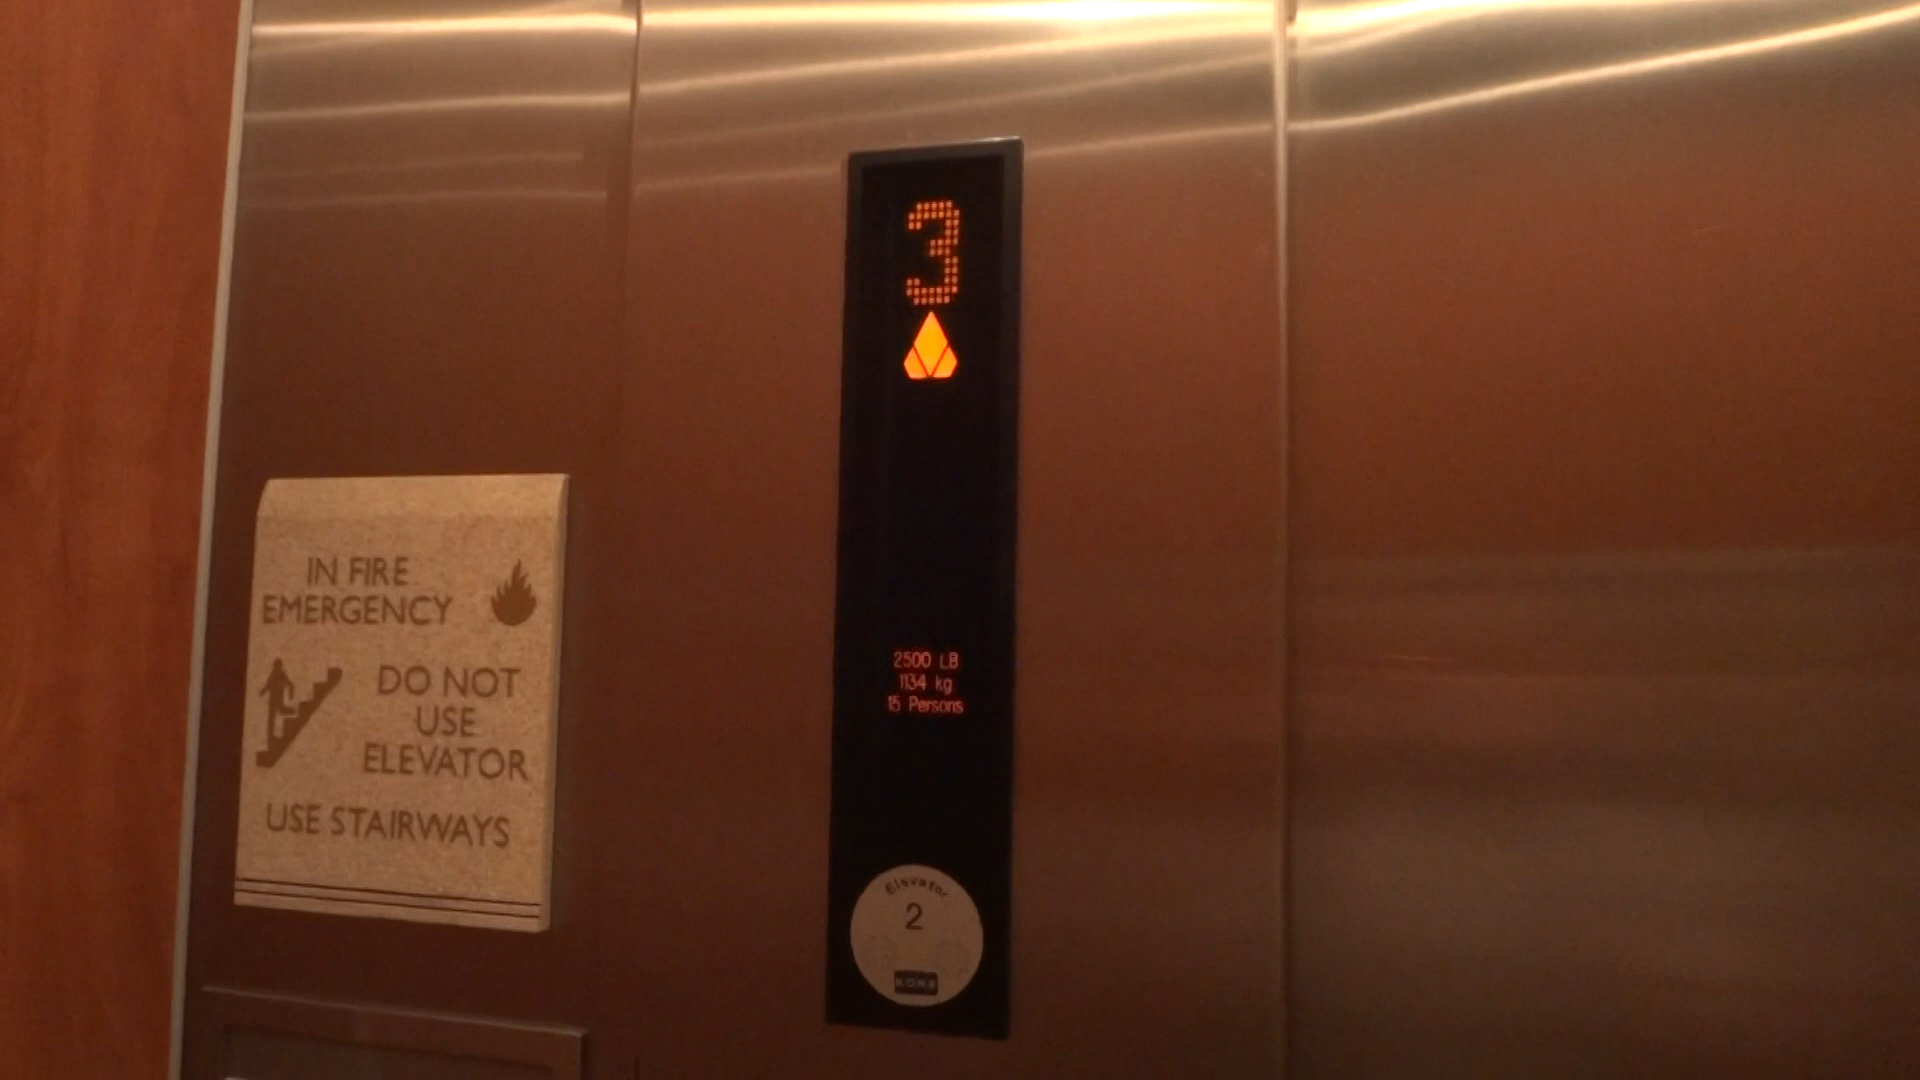 IN FIRE
EMERGENCY
DO NOT
USE
ELEVATOR
USE STAIRWAYS
3
2500 LB
1134 kg
15 Persons
Elevator
2
KONE